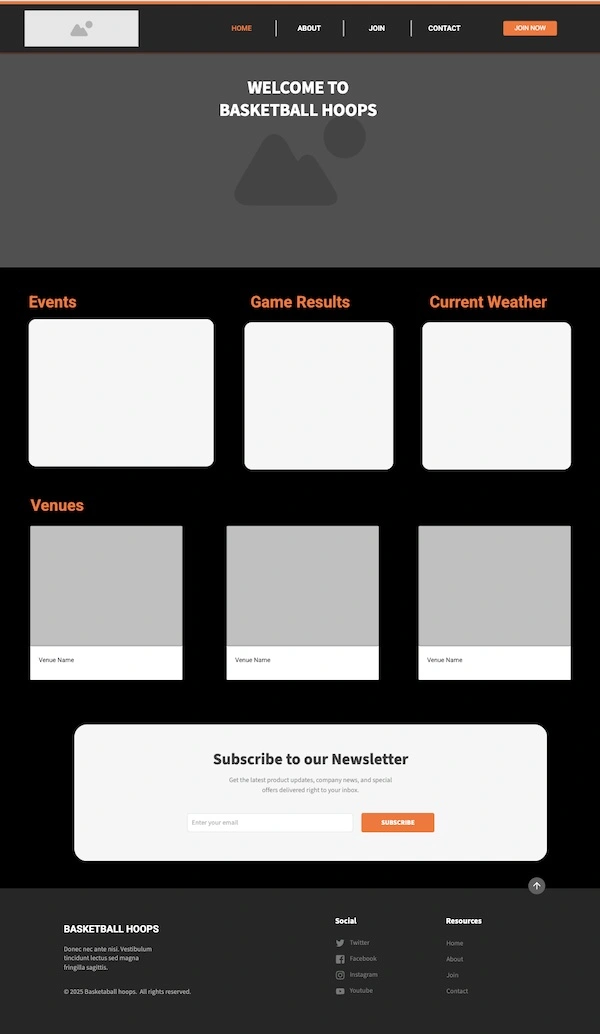 HOME
ABOUT
JOIN
CONTACT
JOIN NOW
WELCOME TO
BASKETBALL HOOPS
Events
Game Results
Current Weather
Venues
Venue Name
Venue Name
Venue Name
Subscribe to our Newsletter
Get the latest product updates, company news, and special
offers delivered right to your inbox.
Enter your email
SUBSCRIBE
BASKETBALL HOOPS
Donec nec ante nisi. Vestibulum
tincidunt lectus sed magna
fringilla sagittis.
© 2025 Basketaball hoops. All rights reserved.
Social
Twitter
Facebook
Instagram
Youtube
Resources
Home
About
Join
Contact